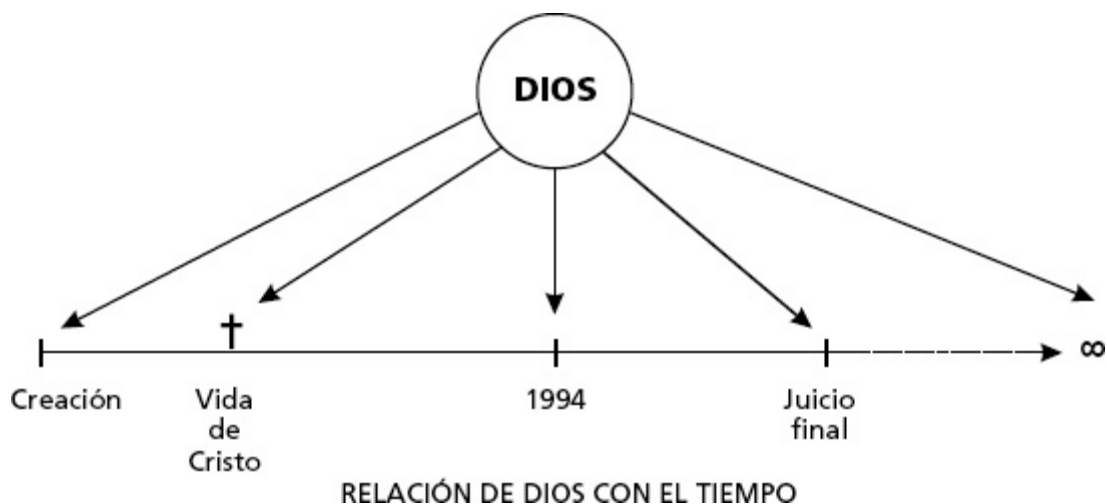 DIOS
∞
Creación
Vida
de
Cristo
1994
Juicio
final
RELACIÓN DE DIOS CON EL TIEMPO